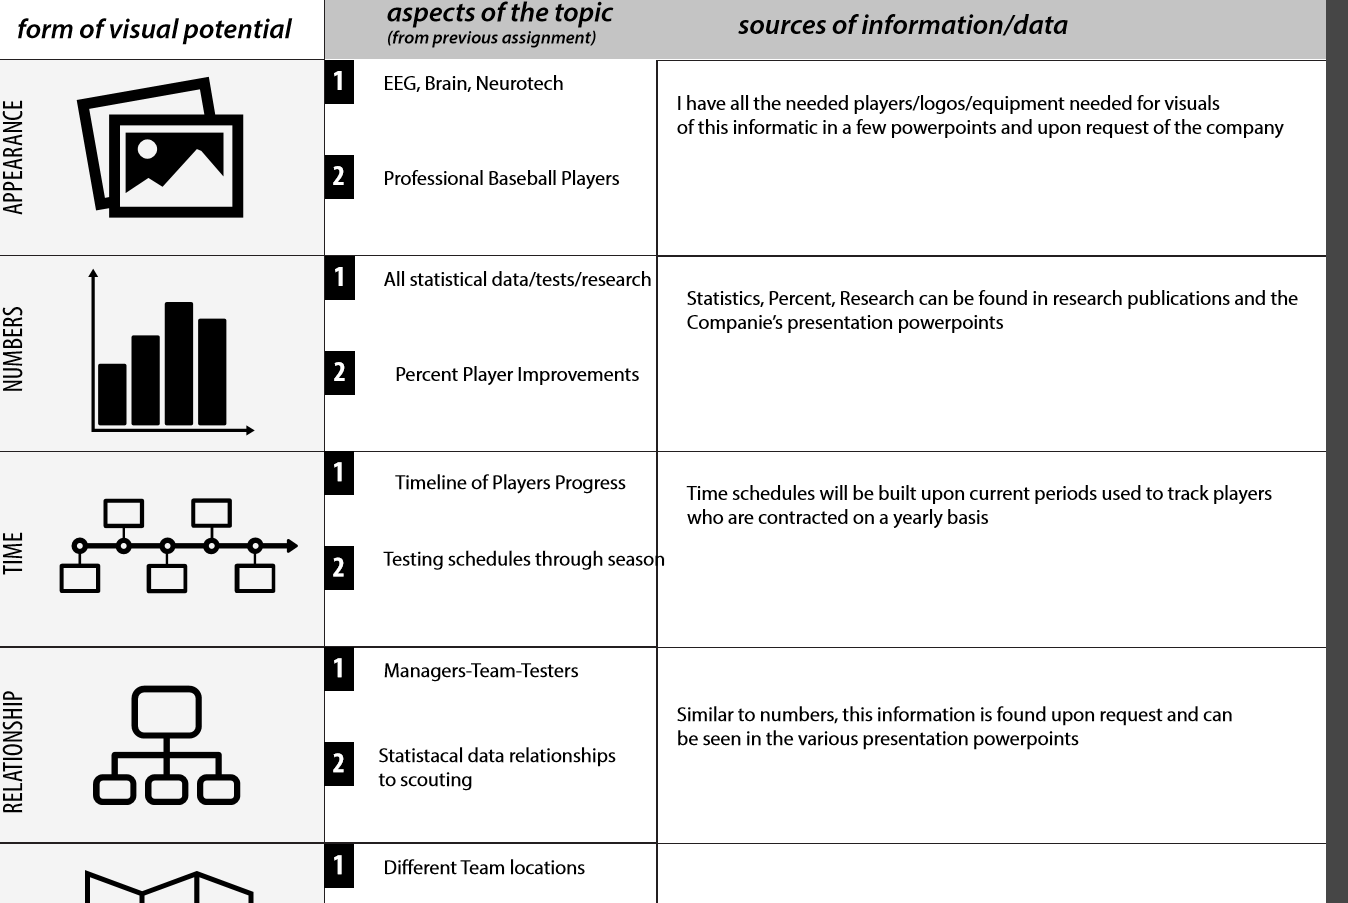 form of visual potential
aspects of the topic
(from previous assignment)
sources of information/data
APPEARANCE
1
EEG, Brain, Neurotech
2
Professional Baseball Players
I have all the needed players/logos/equipment needed for visuals
of this informatic in a few powerpoints and upon request of the company
NUMBERS
1
All statistical data/tests/research
2
Percent Player Improvements
Statistics, Percent, Research can be found in research publications and the
Companie's presentation powerpoints
TIME
1
Timeline of Players Progress
2
Testing schedules through season
Time schedules will be built upon current periods used to track players
who are contracted on a yearly basis
RELATIONSHIP
1
Managers-Team-Testers
2
Statistacal data relationships
to scouting
Similar to numbers, this information is found upon request and can
be seen in the various presentation powerpoints
1
Different Team locations